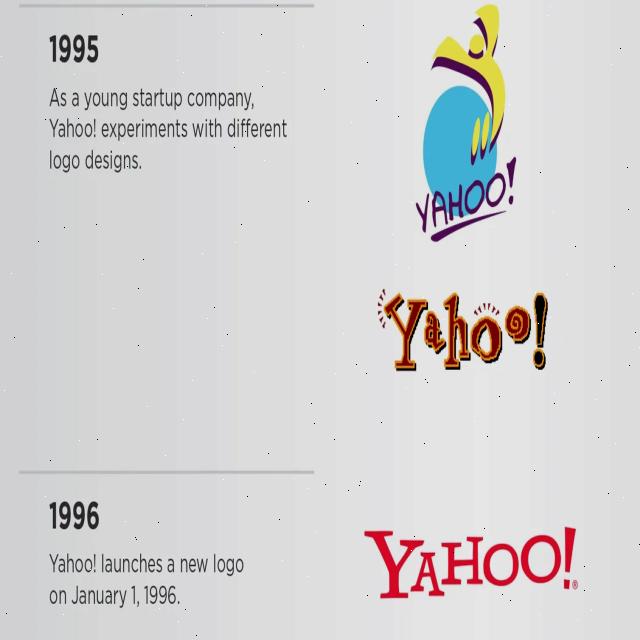 1995
As a young startup company,
Yahoo! experiments with different
logo designs.
YAHOO!
Yahoo!
1996
Yahoo! launches a new logo
on January 1, 1996.
YAHOO!®